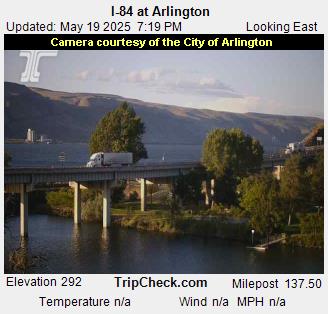 I-84 at Arlington
Updated: May 19 2025  7:19 PM Looking East
Camera courtesy of the City of Arlington
Elevation 292 TripCheck.com Milepost 137.50
Temperature n/a Wind n/a MPH n/a